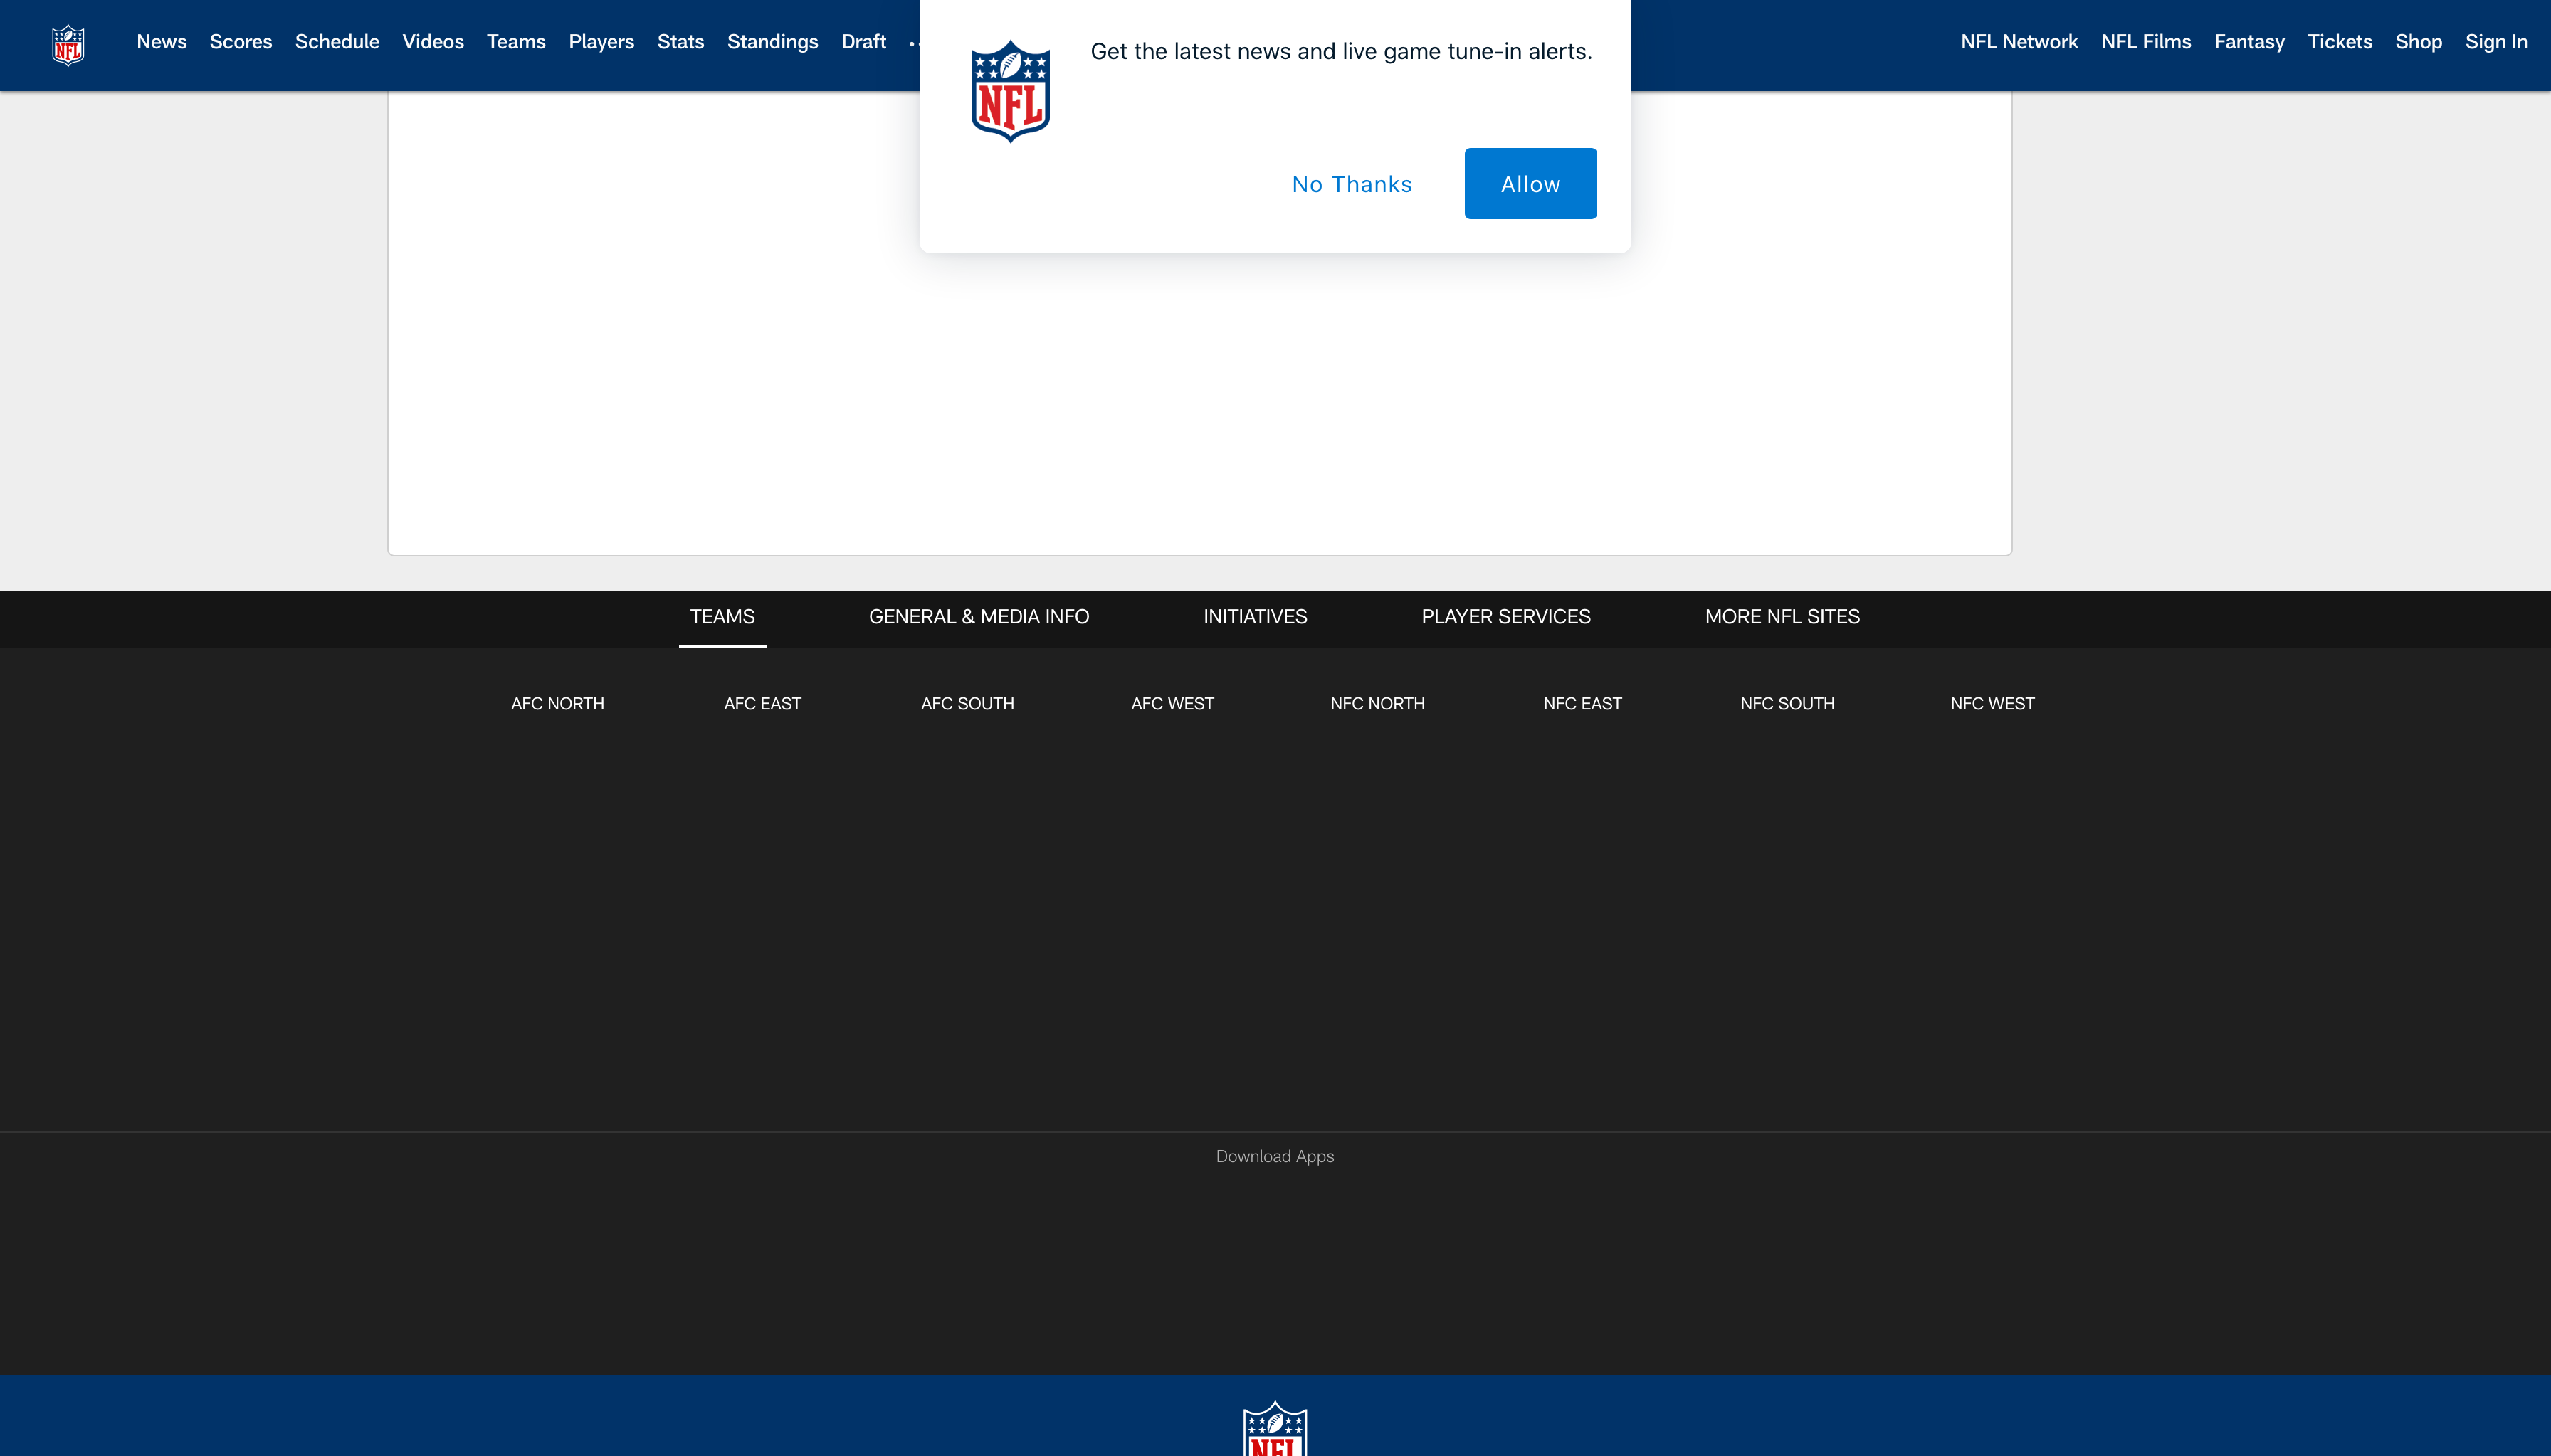 NFL
News Scores Schedule Videos Teams Players Stats Standings Draft
NFL Network NFL Films Fantasy Tickets Shop Sign In
NFL
Get the latest news and live game tune-in alerts.
No Thanks Allow
TEAMS GENERAL & MEDIA INFO INITIATIVES PLAYER SERVICES MORE NFL SITES
AFC NORTH AFC EAST AFC SOUTH AFC WEST NFC NORTH NFC EAST NFC SOUTH NFC WEST
Download Apps
NFL